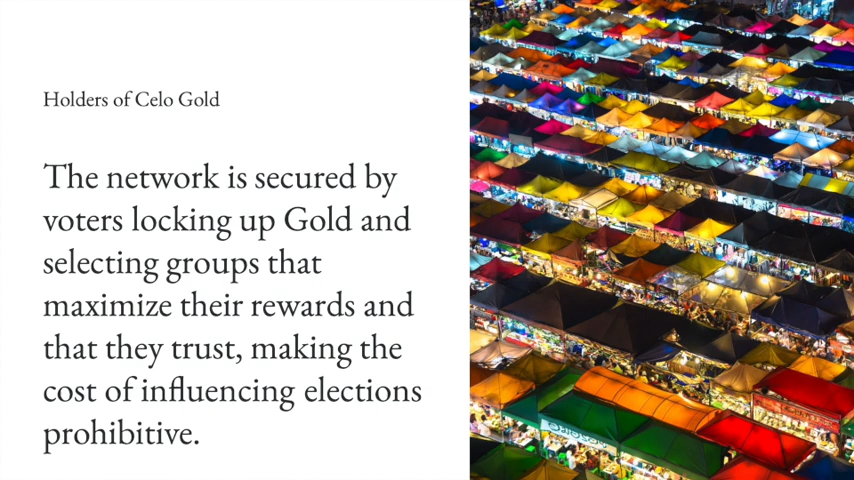 Holders of Celo Gold
The network is secured by
voters locking up Gold and
selecting groups that
maximize their rewards and
that they trust, making the
cost of influencing elections
prohibitive.